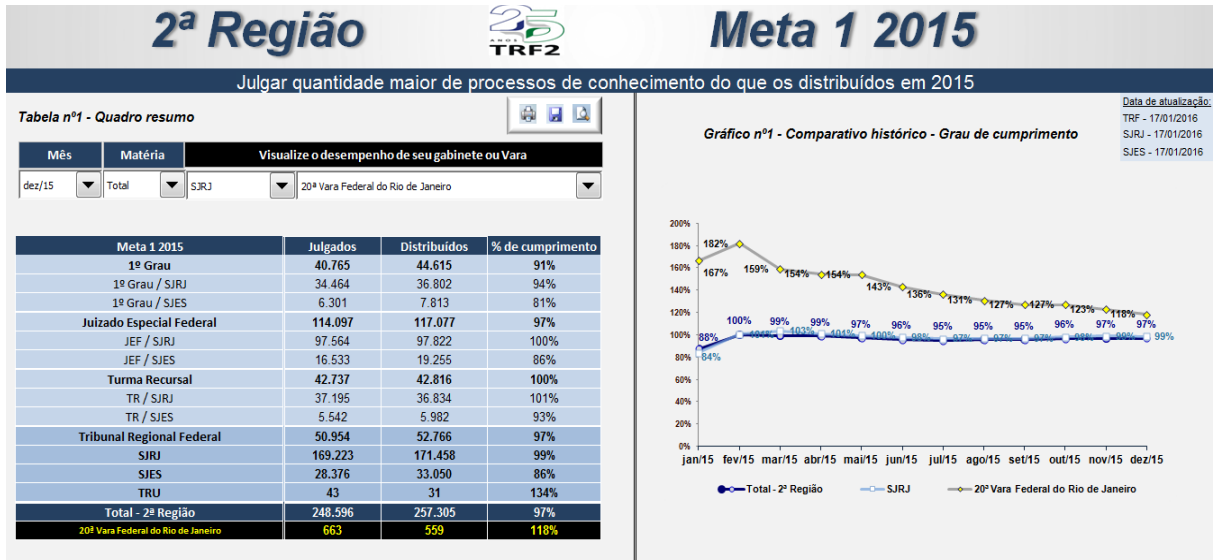 2ª Região
25
ANOS
TRF2
Meta 1 2015
Julgar quantidade maior de processos de conhecimento do que os distribuídos em 2015
Tabela nº1 - Quadro resumo
Mês Matéria Visualize o desempenho de seu gabinete ou Vara
dez/15 Total SJRJ 20ª Vara Federal do Rio de Janeiro
Meta 1 2015 Julgados Distribuídos % de cumprimento
1º Grau 40.765 44.615 91%
1º Grau / SJRJ 34.464 36.802 94%
1º Grau / SJES 6.301 7.813 81%
Juizado Especial Federal 114.097 117.077 97%
JEF / SJRJ 97.564 97.822 100%
JEF / SJES 16.533 19.255 86%
Turma Recursal 42.737 42.816 100%
TR / SJRJ 37.195 36.834 101%
TR / SJES 5.542 5.982 93%
Tribunal Regional Federal 50.954 52.766 97%
SJRJ 169.223 171.458 99%
SJES 28.376 33.050 86%
TRU 43 31 134%
Total - 2ª Região 248.596 257.305 97%
20ª Vara Federal do Rio de Janeiro 663 559 118%
Data de atualização:
TRF - 17/01/2016
SJRJ - 17/01/2016
SJES - 17/01/2016
Gráfico nº1 - Comparativo histórico - Grau de cumprimento
200%
180%
160%
140%
120%
100%
80%
60%
40%
20%
0%
167% 182% 159% 154% 154% 143% 136% 131% 127% 127% 123% 118%
88% 100% 99% 99% 97% 96% 95% 95% 95% 96% 97% 97%
84% 101% 103% 101% 100% 98% 97% 97% 97% 98% 99% 99%
jan/15 fev/15 mar/15 abr/15 mai/15 jun/15 jul/15 ago/15 set/15 out/15 nov/15 dez/15
Total - 2ª Região SJRJ 20ª Vara Federal do Rio de Janeiro